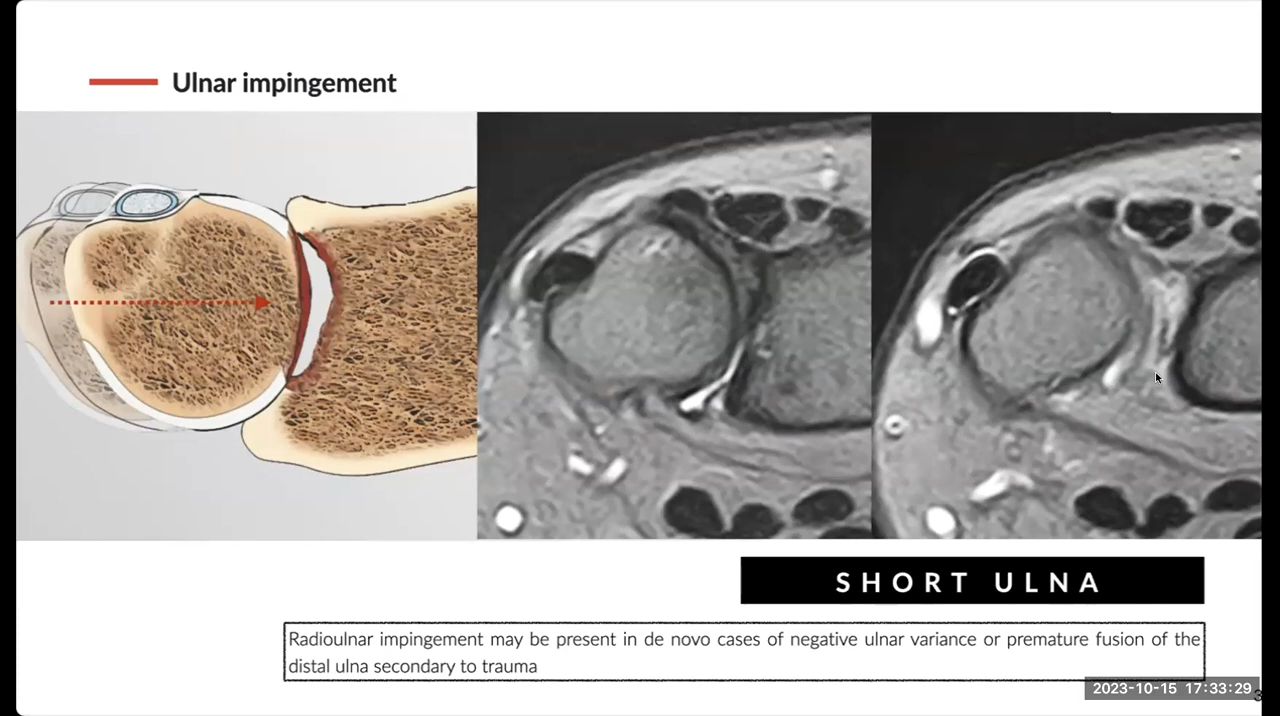 Ulnar impingement
SHORT ULNA
Radioulnar impingement may be present in de novo cases of negative ulnar variance or premature fusion of the
distal ulna secondary to trauma
2023-10-15 17:33:29